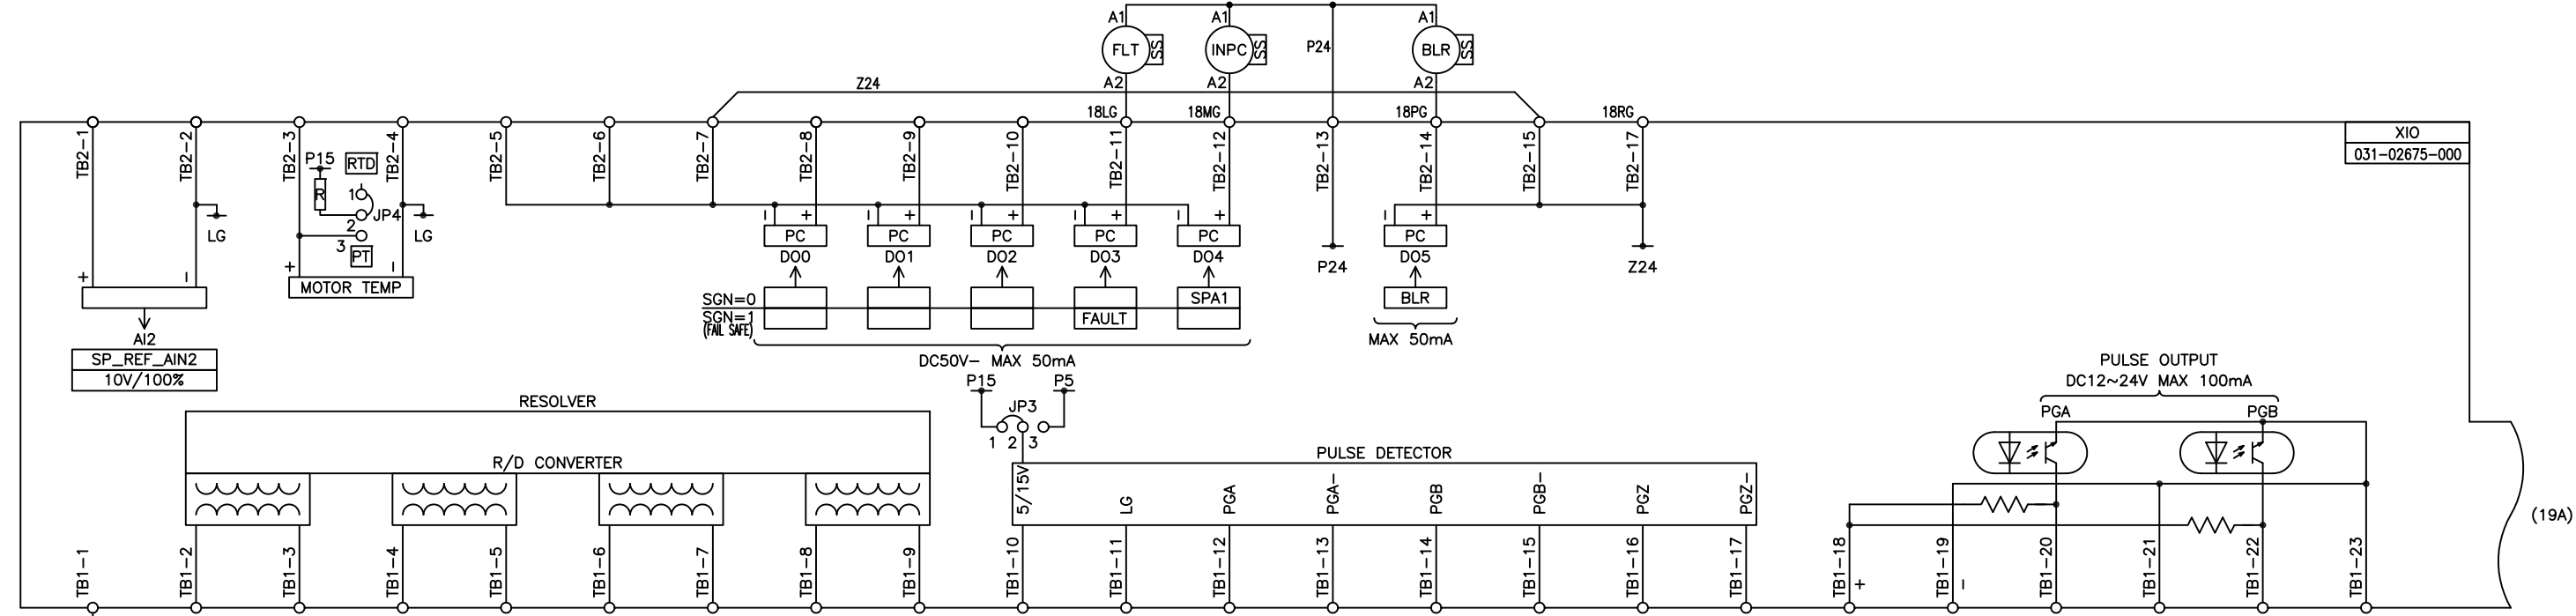 A1 A1 A1
FLT SS INPC SS P24 BLR SS
A2 A2 A2
Z24
18LG 18MG 18PG 18RG
TB2-1 TB2-2 TB2-3 TB2-4 TB2-5 TB2-6 TB2-7 TB2-8 TB2-9 TB2-10 TB2-11 TB2-12 TB2-13 TB2-14 TB2-15 TB2-17
XIO
031-02675-000
P15 RTD
R 1
JP4
2
3
PT
LG LG
- + - + - + - + - + - +
PC PC PC PC PC PC
DO0 DO1 DO2 DO3 DO4 DO5
P24 Z24
+ - + -
MOTOR TEMP
SGN=0 SPA1 BLR
SGN=1 FAULT
(FAIL SAFE)
AI2
SP_REF_AIN2
10V/100%
DC50V- MAX 50mA
MAX 50mA
P15 P5
JP3
1 2 3
PULSE OUTPUT
DC12~24V MAX 100mA
PGA PGB
RESOLVER
R/D CONVERTER
PULSE DETECTOR
5/15V LG PGA PGA- PGB PGB- PGZ PGZ-
(19A)
TB1-1 TB1-2 TB1-3 TB1-4 TB1-5 TB1-6 TB1-7 TB1-8 TB1-9 TB1-10 TB1-11 TB1-12 TB1-13 TB1-14 TB1-15 TB1-16 TB1-17 TB1-18 + TB1-19 - TB1-20 TB1-21 TB1-22 TB1-23